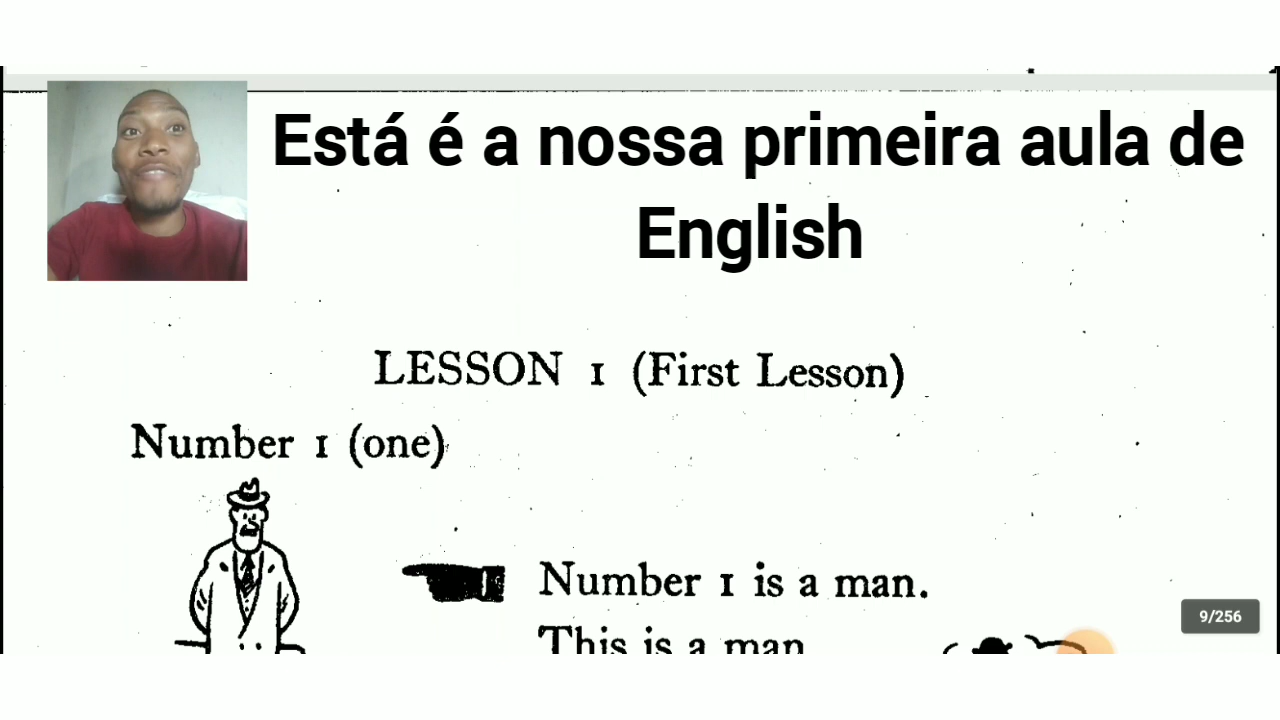 Está é a nossa primeira aula de
English
LESSON 1 (First Lesson)
Number 1 (one)
Number 1 is a man.
This is a man
9/256